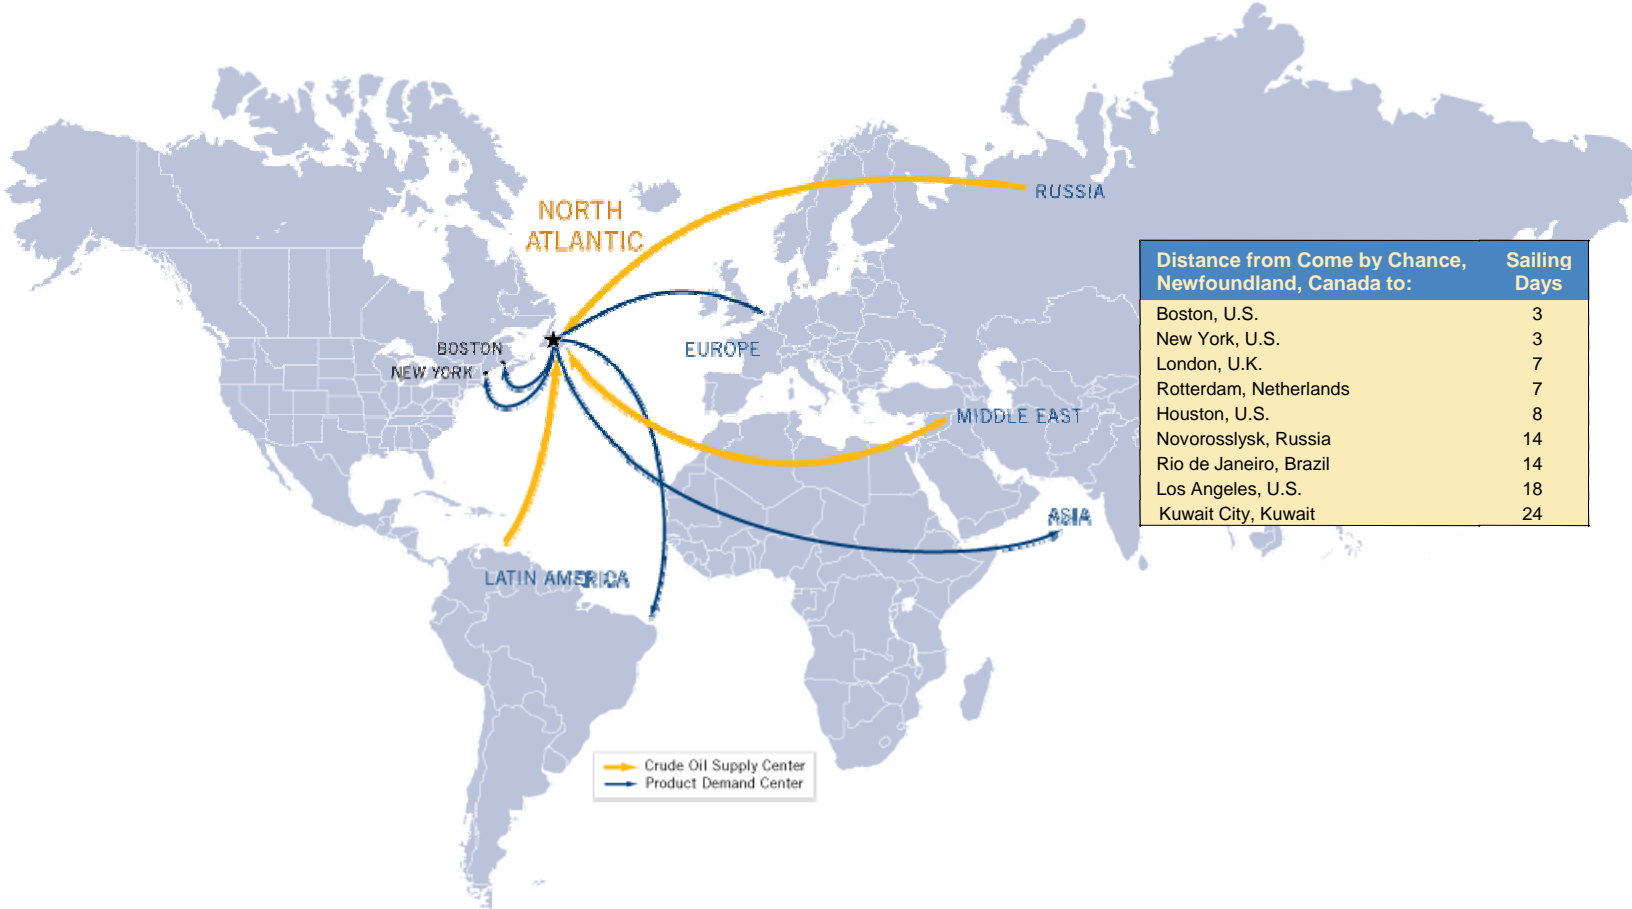 NORTH
ATLANTIC
RUSSIA
BOSTON
NEW YORK
EUROPE
MIDDLE EAST
ASIA
LATIN AMERICA
Distance from Come by Chance, Sailing
Newfoundland, Canada to: Days
Boston, U.S. 3
New York, U.S. 3
London, U.K. 7
Rotterdam, Netherlands 7
Houston, U.S. 8
Novorosslysk, Russia 14
Rio de Janeiro, Brazil 14
Los Angeles, U.S. 18
Kuwait City, Kuwait 24
Crude Oil Supply Center
Product Demand Center